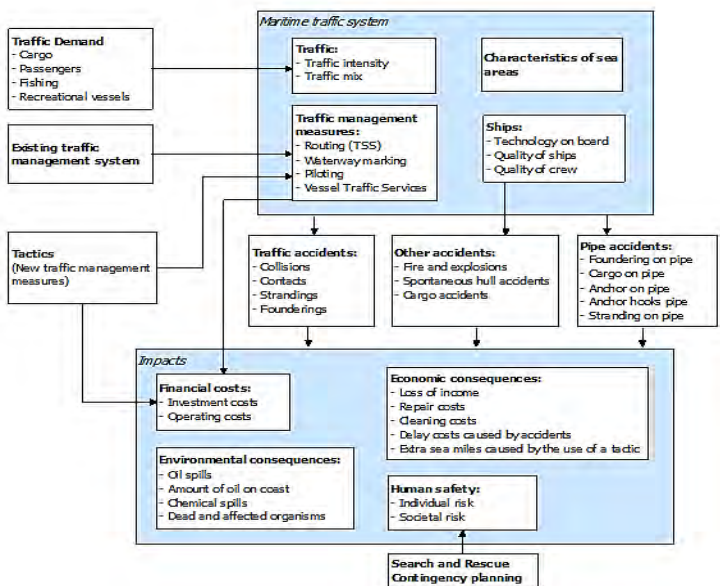 Maritime traffic system
Traffic Demand
- Cargo
- Passengers
- Fishing
- Recreational vessels
Traffic:
- Traffic intensity
- Traffic mix
Characteristics of sea
areas
Existing traffic
management system
Traffic management
measures:
- Routing (TSS)
- Waterway marking
- Piloting
- Vessel Traffic Services
Ships:
- Technology on board
- Quality of ships
- Quality of crew
Tactics
(New traffic management
measures)
Traffic accidents:
- Collisions
- Contacts
- Strandings
- Founderings
Other accidents:
- Fire and explosions
- Spontaneous hull accidents
- Cargo accidents
Pipe accidents:
- Foundering on pipe
- Cargo on pipe
- Anchor on pipe
- Anchor hooks pipe
- Stranding on pipe
Impacts
Financial costs:
- Investment costs
- Operating costs
Economic consequences:
- Loss of income
- Repair costs
- Cleaning costs
- Delay costs caused by accidents
- Extra sea miles caused by the use of a tactic
Environmental consequences:
- Oil spills
- Amount of oil on coast
- Chemical spills
- Dead and affected organisms
Human safety:
- Individual risk
- Societal risk
Search and Rescue
Contingency planning